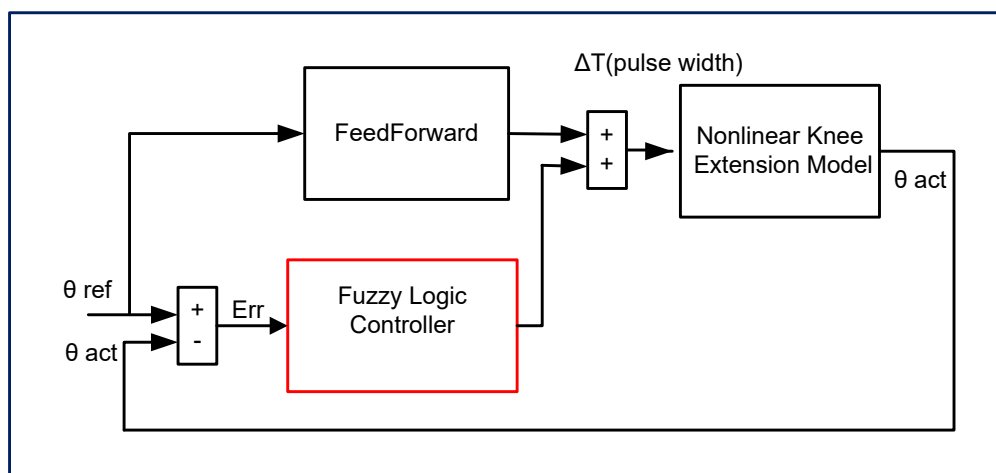 ΔT(pulse width)
FeedForward
+
+
Nonlinear Knee
Extension Model
θ act
θ ref
+
-
Err
Fuzzy Logic
Controller
θ act